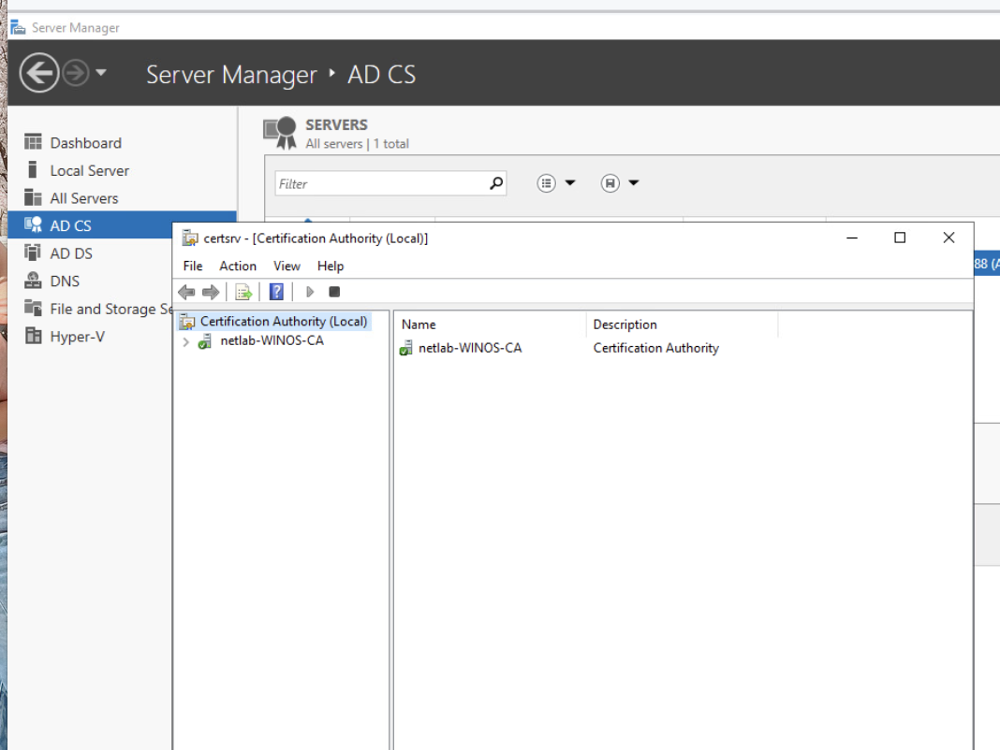 Server Manager
Server Manager ‣ AD CS
Dashboard
Local Server
All Servers
AD CS
AD DS
DNS
File and Storage Se
Hyper-V
SERVERS
All servers | 1 total
Filter
88 (A
certsrv - [Certification Authority (Local)]
File Action View Help
Certification Authority (Local)
netlab-WINOS-CA
Name Description
netlab-WINOS-CA Certification Authority